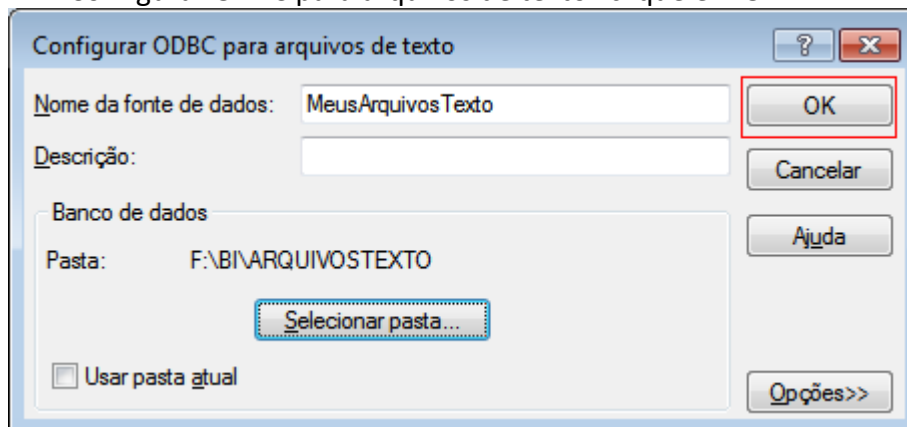 Configurar ODBC para arquivos de texto
Nome da fonte de dados: MeusArquivosTexto OK
Descrição: Cancelar
Banco de dados
Ajuda
Pasta: F:\BI\ARQUIVOSTEXTO
Selecionar pasta...
Usar pasta atual
Opções>>